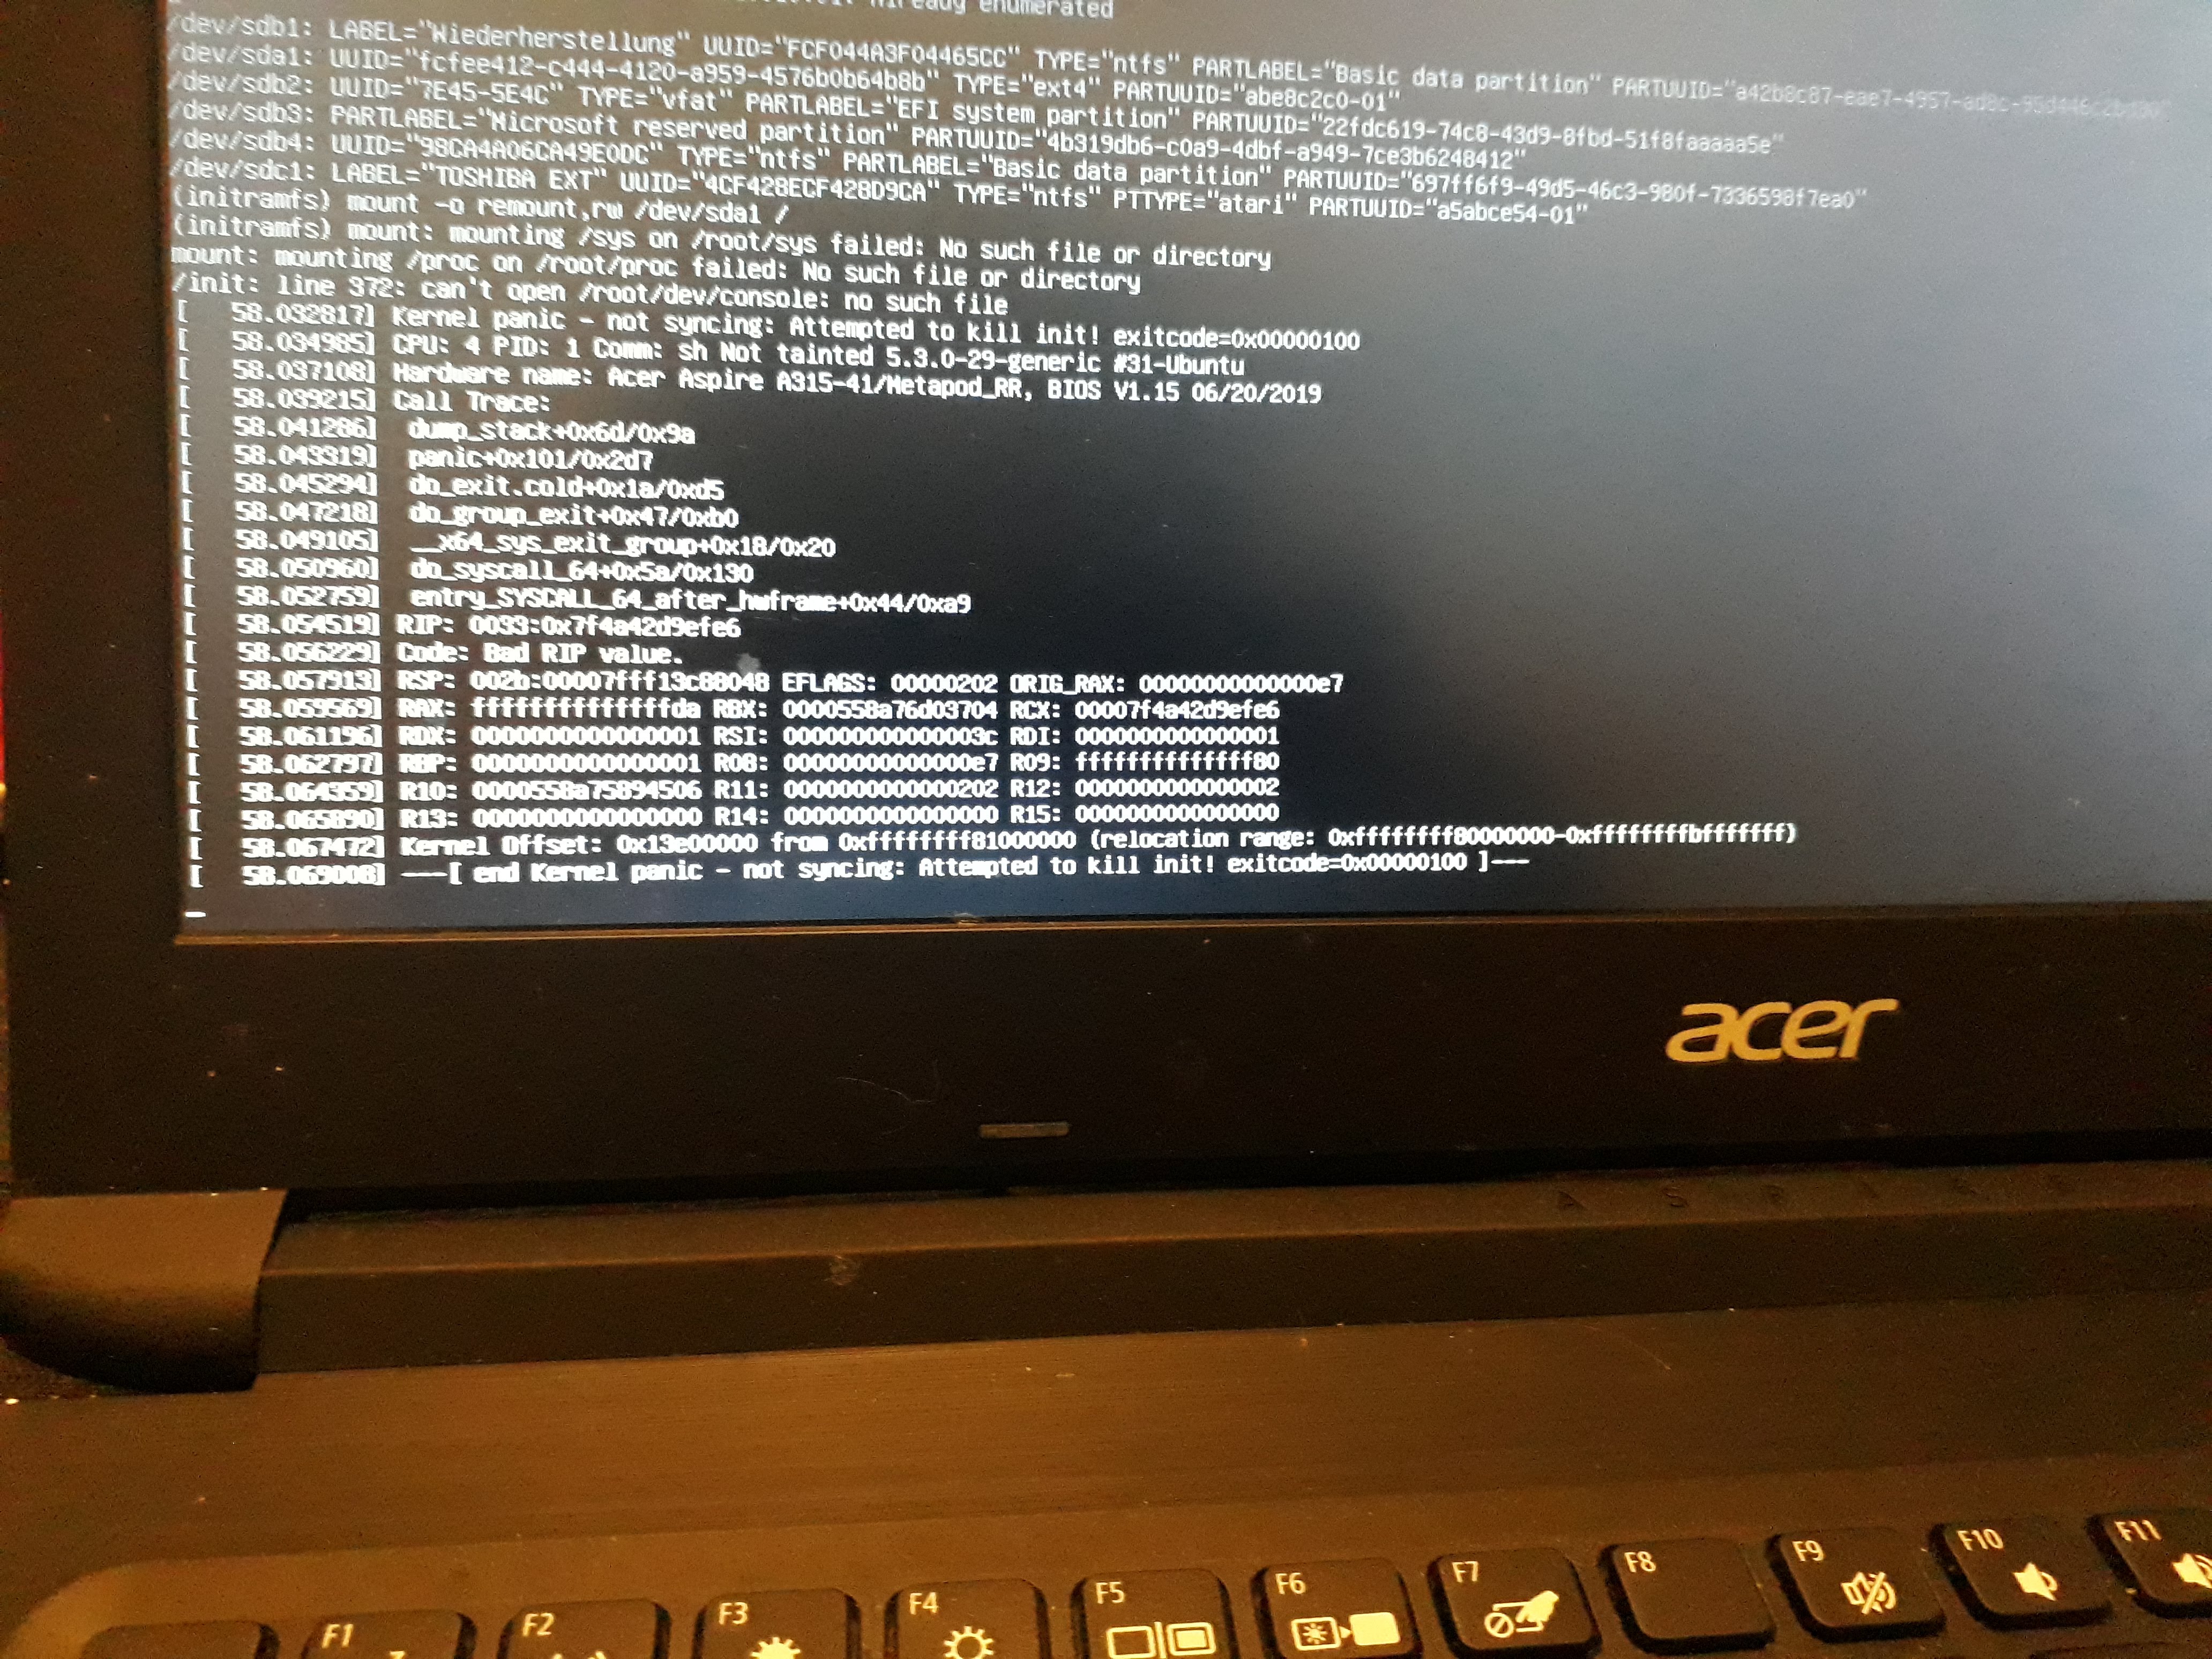 already enumerated
/dev/sdb1: LABEL="Wiederherstellung" UUID="FCF044A3F04465CC" TYPE="ntfs" PARTLABEL="Basic data partition" PARTUUID="a42b8c87-eae7-4957-ad8c-
/dev/sda1: UUID="fcfee412-c444-4120-a959-4576b0b64b8b" TYPE="ext4" PARTUUID="abe8c2c0-01"
/dev/sdb2: UUID="7E45-5E4C" TYPE="vfat" PARTLABEL="EFI system partition" PARTUUID="22fdc619-74c8-43d9-8fbd-51f8faaaaa5e"
/dev/sdb3: PARTLABEL="Microsoft reserved partition" PARTUUID="4b319db6-c0a9-4dbf-a949-7ce3b6248412"
/dev/sdb4: UUID="98CA4A06CA49E0DC" TYPE="ntfs" PARTLABEL="Basic data partition" PARTUUID="697ff6f9-49d5-46c3-980f-7336598f7ea0"
/dev/sdc1: LABEL="TOSHIBA EXT" UUID="4CF428ECF428D9CA" TYPE="ntfs" PTTYPE="atari" PARTUUID="a5abce54-01"
(initramfs) mount -o remount,rw /dev/sda1 /
(initramfs) mount: mounting /sys on /root/sys failed: No such file or directory
mount: mounting /proc on /root/proc failed: No such file or directory
/init: line 372: can't open /root/dev/console: no such file
[   58.032817] Kernel panic - not syncing: Attempted to kill init! exitcode=0x00000100
[   58.034985] CPU: 4 PID: 1 Comm: sh Not tainted 5.3.0-29-generic #31-Ubuntu
[   58.037108] Hardware name: Acer Aspire A315-41/Metapod_RR, BIOS V1.15 06/20/2019
[   58.039215] Call Trace:
[   58.041286]  dump_stack+0x6d/0x9a
[   58.043319]  panic+0x101/0x2d7
[   58.045294]  do_exit.cold+0x1a/0xd5
[   58.047218]  do_group_exit+0x47/0xb0
[   58.049105]  __x64_sys_exit_group+0x18/0x20
[   58.050960]  do_syscall_64+0x5a/0x130
[   58.052759]  entry_SYSCALL_64_after_hwframe+0x44/0xa9
[   58.054519] RIP: 0033:0x7f4a42d9efe6
[   58.056229] Code: Bad RIP value.
[   58.057913] RSP: 002b:00007fff13c88048 EFLAGS: 00000202 ORIG_RAX: 00000000000000e7
[   58.059569] RAX: ffffffffffffffda RBX: 0000558a76d03704 RCX: 00007f4a42d9efe6
[   58.061196] RDX: 0000000000000001 RSI: 000000000000003c RDI: 0000000000000001
[   58.062797] RBP: 0000000000000001 R08: 00000000000000e7 R09: ffffffffffffff80
[   58.064359] R10: 0000558a75894506 R11: 0000000000000202 R12: 0000000000000002
[   58.065890] R13: 0000000000000000 R14: 0000000000000000 R15: 0000000000000000
[   58.067472] Kernel Offset: 0x13e00000 from 0xffffffff81000000 (relocation range: 0xffffffff80000000-0xffffffffbfffffff)
[   58.069008] ---[ end Kernel panic - not syncing: Attempted to kill init! exitcode=0x00000100 ]---
acer
F1 F2 F3 F4 F5 F6 F7 F8 F9 F10 F11